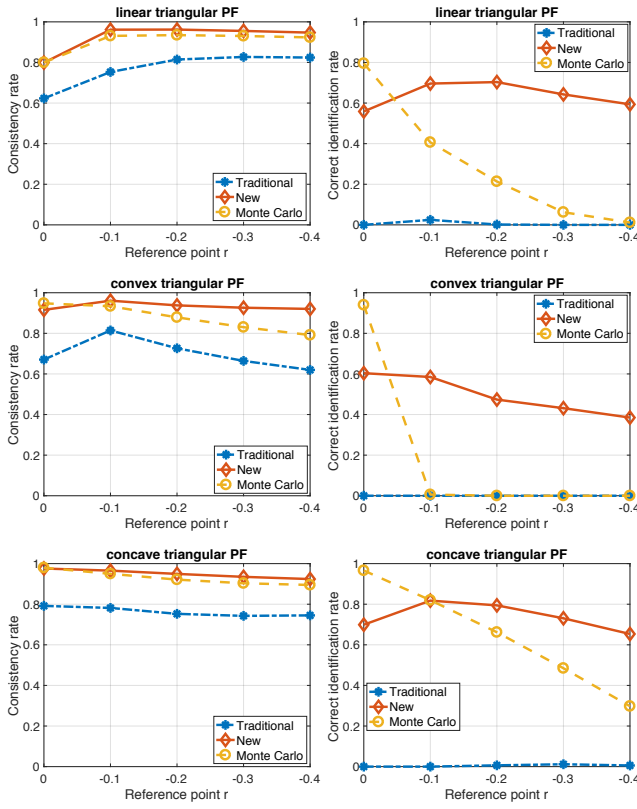 linear triangular PF
Consistency rate
1
0.8
0.6
0.4
0.2
0
0
-0.1
-0.2
-0.3
-0.4
Reference point r
Traditional
New
Monte Carlo
linear triangular PF
Correct identification rate
1
0.8
0.6
0.4
0.2
0
0
-0.1
-0.2
-0.3
-0.4
Reference point r
Traditional
New
Monte Carlo
convex triangular PF
Consistency rate
1
0.8
0.6
0.4
0.2
0
0
-0.1
-0.2
-0.3
-0.4
Reference point r
Traditional
New
Monte Carlo
convex triangular PF
Correct identification rate
1
0.8
0.6
0.4
0.2
0
0
-0.1
-0.2
-0.3
-0.4
Reference point r
Traditional
New
Monte Carlo
concave triangular PF
Consistency rate
1
0.8
0.6
0.4
0.2
0
0
-0.1
-0.2
-0.3
-0.4
Reference point r
Traditional
New
Monte Carlo
concave triangular PF
Correct identification rate
1
0.8
0.6
0.4
0.2
0
0
-0.1
-0.2
-0.3
-0.4
Reference point r
Traditional
New
Monte Carlo